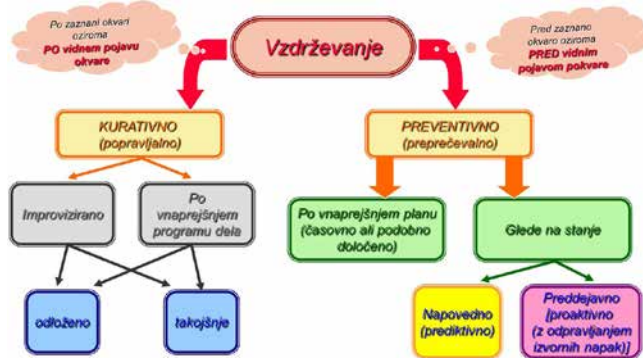 Po zaznani okvari
oziroma
PO vidnem pojavu
okvare
Vzdrževanje
Pred zaznano
okvaro oziroma
PRED vidnim
pojavom pokvare
KURATIVNO
(popravljalno)
PREVENTIVNO
(preprečevalno)
Improvizirano
Po
vnaprejšnjem
programu dela
Po vnaprejšnjem planu
(časovno ali podobno
določeno)
Glede na stanje
odloženo
takojšnje
Napovedno
(prediktivno)
Preddejavno
[proaktivno
(z odpravljanjem
izvornih napak)]